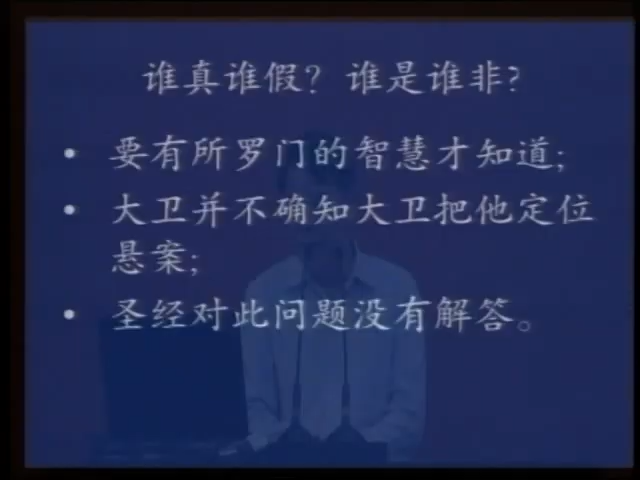 谁真谁假？谁是谁非？
• 要有所罗门的智慧才知道；
• 大卫并不确知大卫把他定位
悬案；
• 圣经对此问题没有解答。